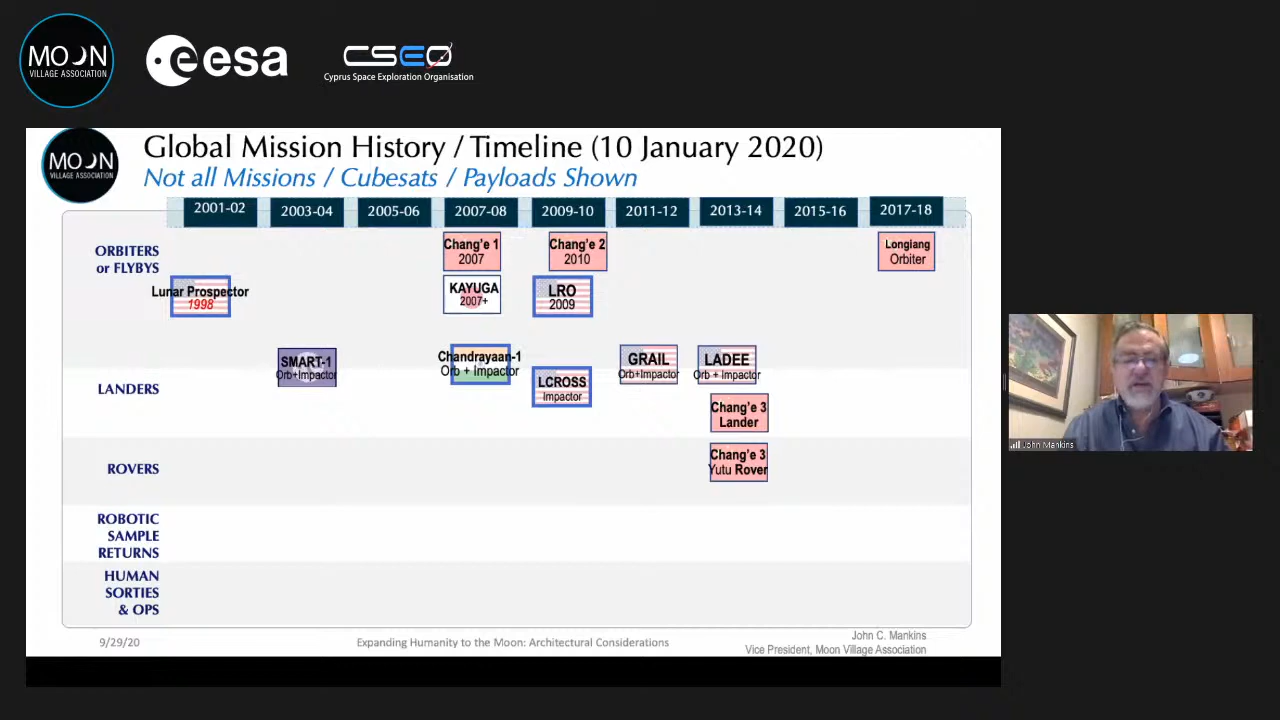 MOON
VILLAGE ASSOCIATION
esa
CSEO
Cyprus Space Exploration Organisation
MOON
VILLAGE ASSOCIATION
Global Mission History / Timeline (10 January 2020)
Not all Missions / Cubesats / Payloads Shown
2001-02
2003-04
2005-06
2007-08
2009-10
2011-12
2013-14
2015-16
2017-18
ORBITERS
or FLYBYS
Chang'e 1
2007
Chang'e 2
2010
Longiang
Orbiter
Lunar Prospector
1998
KAYUGA
2007+
LRO
2009
SMART-1
Orb+Impactor
Chandrayaan-1
Orb + Impactor
GRAIL
Orb+Impactor
LADEE
Orb + Impactor
LANDERS
LCROSS
Impactor
Chang'e 3
Lander
ROVERS
Chang'e 3
Yutu Rover
ROBOTIC
SAMPLE
RETURNS
HUMAN
SORTIES
& OPS
9/29/20
Expanding Humanity to the Moon: Architectural Considerations
John C. Mankins
Vice President, Moon Village Association
John Mankins